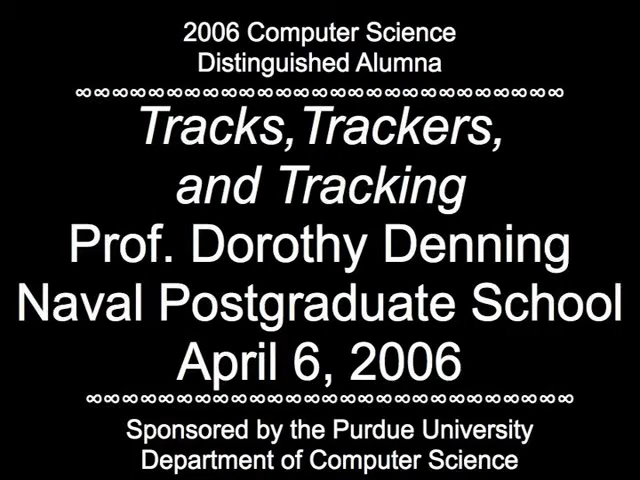 2006 Computer Science
Distinguished Alumna
∞∞∞∞∞∞∞∞∞∞∞∞∞∞∞∞∞∞∞∞∞∞∞∞∞∞∞
Tracks,Trackers,
and Tracking
Prof. Dorothy Denning
Naval Postgraduate School
April 6, 2006
∞∞∞∞∞∞∞∞∞∞∞∞∞∞∞∞∞∞∞∞∞∞∞∞∞∞∞
Sponsored by the Purdue University
Department of Computer Science